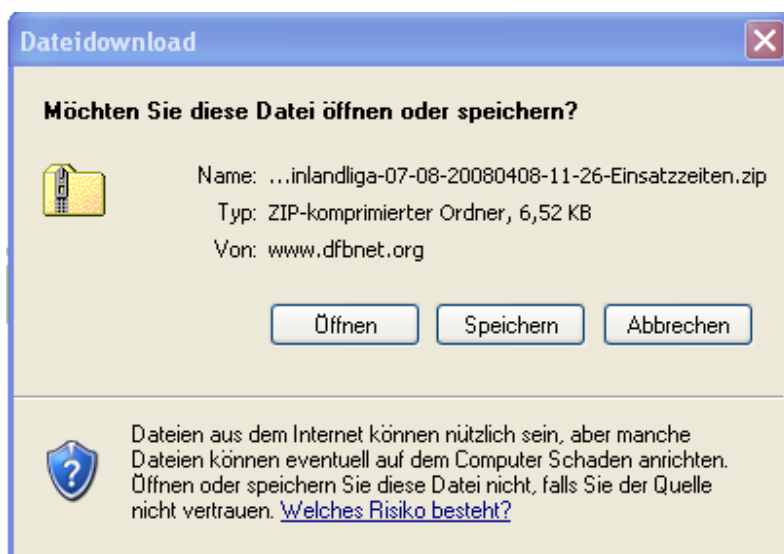 Dateidownload
Möchten Sie diese Datei öffnen oder speichern?
Name: ...inlandliga-07-08-20080408-11-26-Einsatzzeiten.zip
Typ: ZIP-komprimierter Ordner, 6,52 KB
Von: www.dfbnet.org
Öffnen Speichern Abbrechen
Dateien aus dem Internet können nützlich sein, aber manche
Dateien können eventuell auf dem Computer Schaden anrichten.
Öffnen oder speichern Sie diese Datei nicht, falls Sie der Quelle
nicht vertrauen. Welches Risiko besteht?